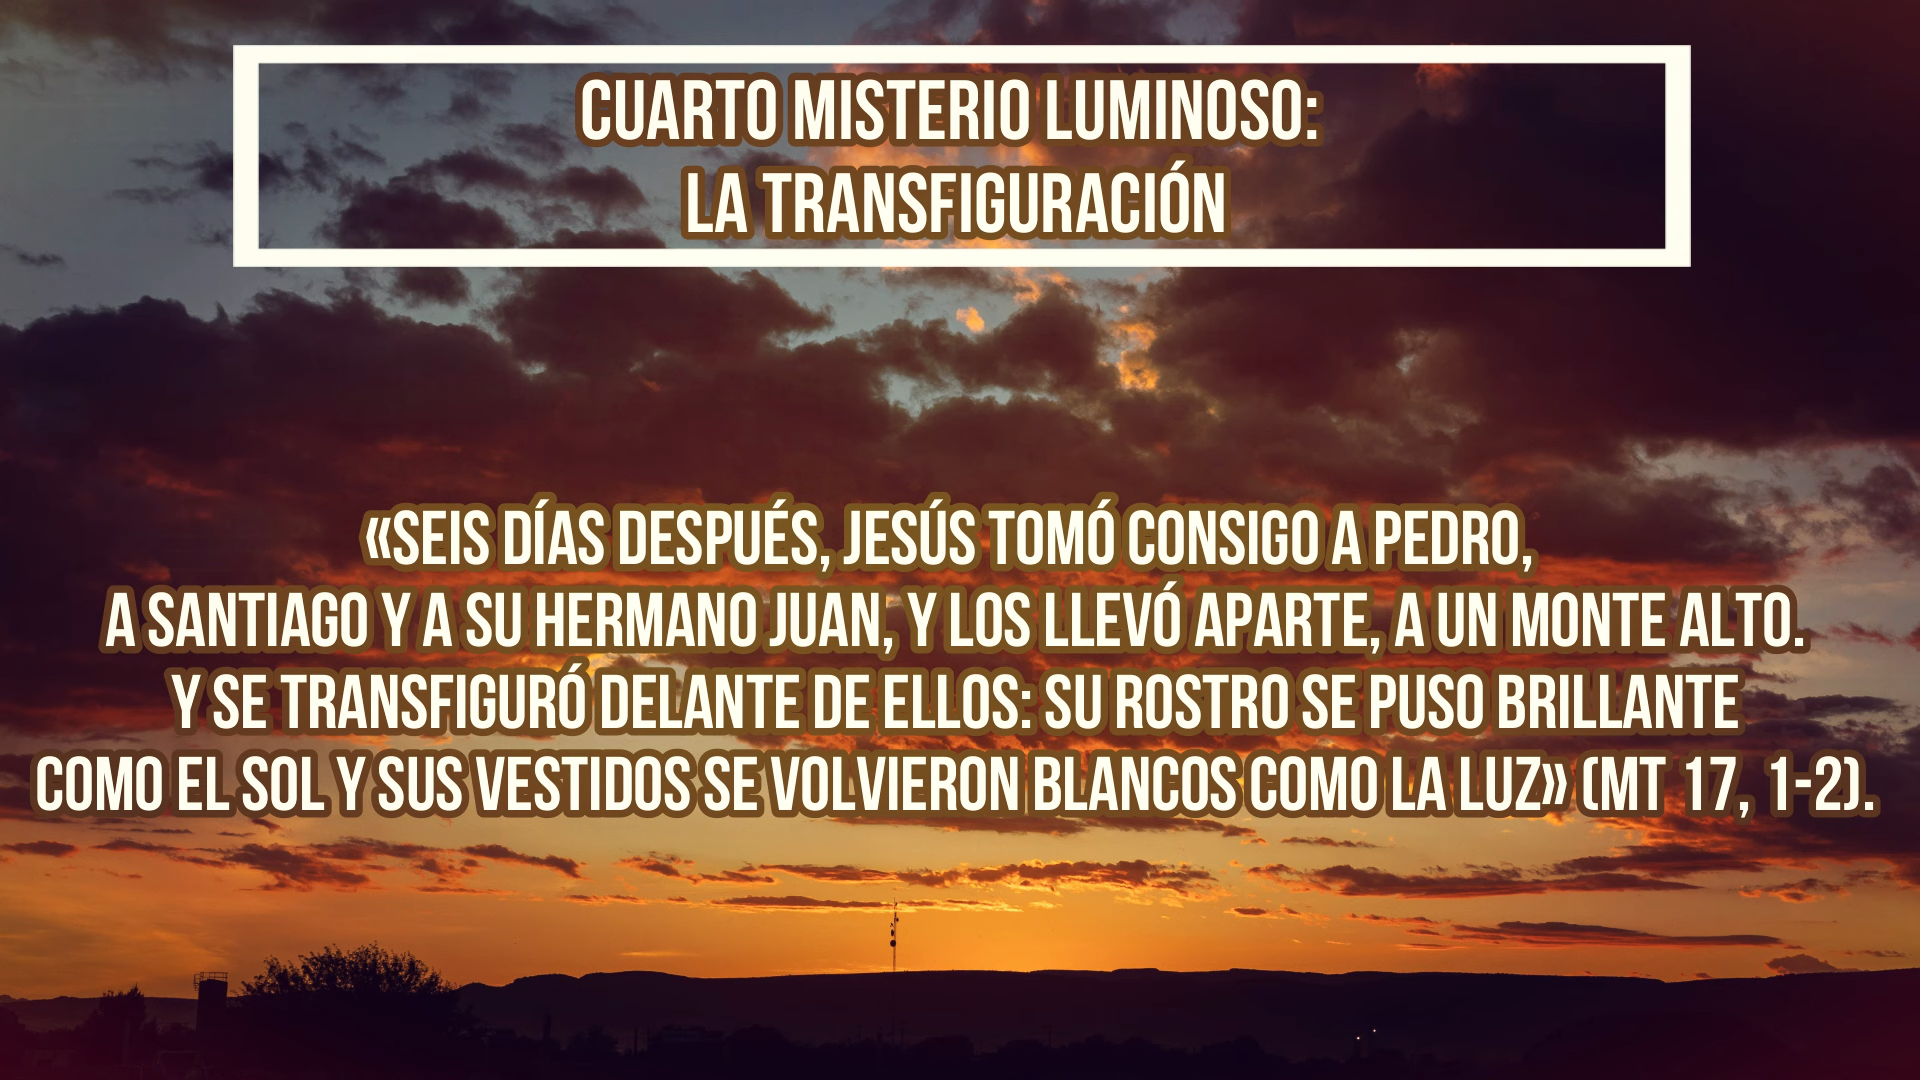 CUARTO MISTERIO LUMINOSO:
LA TRANSFIGURACIÓN
«SEIS DÍAS DESPUÉS, JESÚS TOMÓ CONSIGO A PEDRO,
A SANTIAGO Y A SU HERMANO JUAN, Y LOS LLEVÓ APARTE, A UN MONTE ALTO.
Y SE TRANSFIGURÓ DELANTE DE ELLOS: SU ROSTRO SE PUSO BRILLANTE
COMO EL SOL Y SUS VESTIDOS SE VOLVIERON BLANCOS COMO LA LUZ» (MT 17, 1-2).